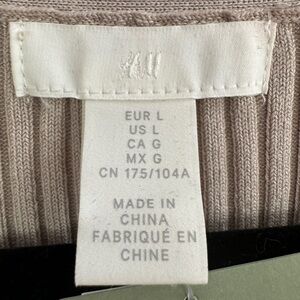 H&M
EUR L
US L
CA G
MX G
CN 175/104A
MADE IN
CHINA
FABRIQUÉ EN
CHINE